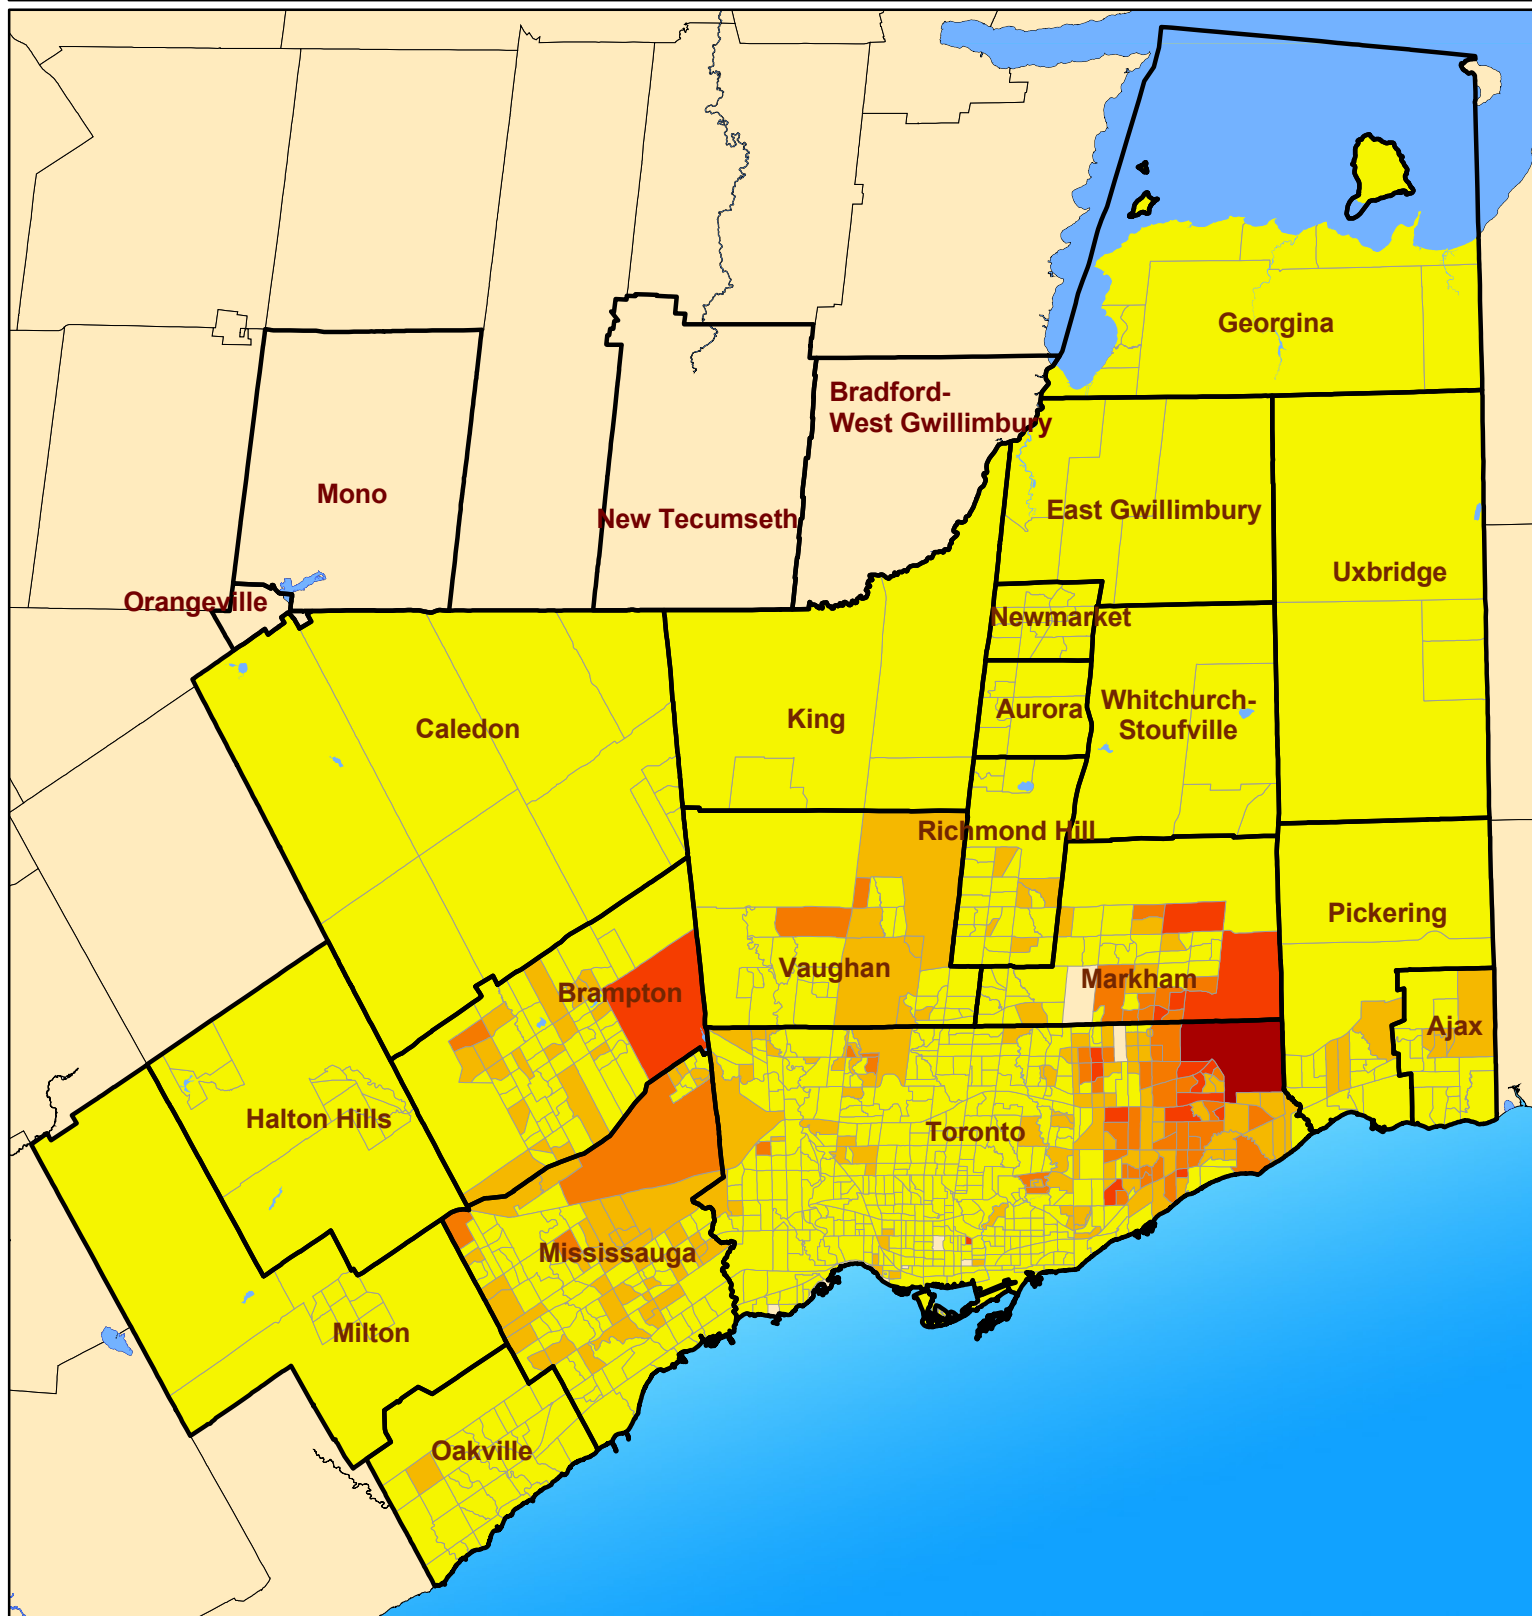 Georgina
Bradford-
West Gwillimbury
Mono
New Tecumseth
East Gwillimbury
Uxbridge
Orangeville
Newmarket
Caledon
King
Aurora
Whitchurch-
Stoufville
Richmond Hill
Pickering
Vaughan
Markham
Brampton
Ajax
Halton Hills
Toronto
Mississauga
Milton
Oakville